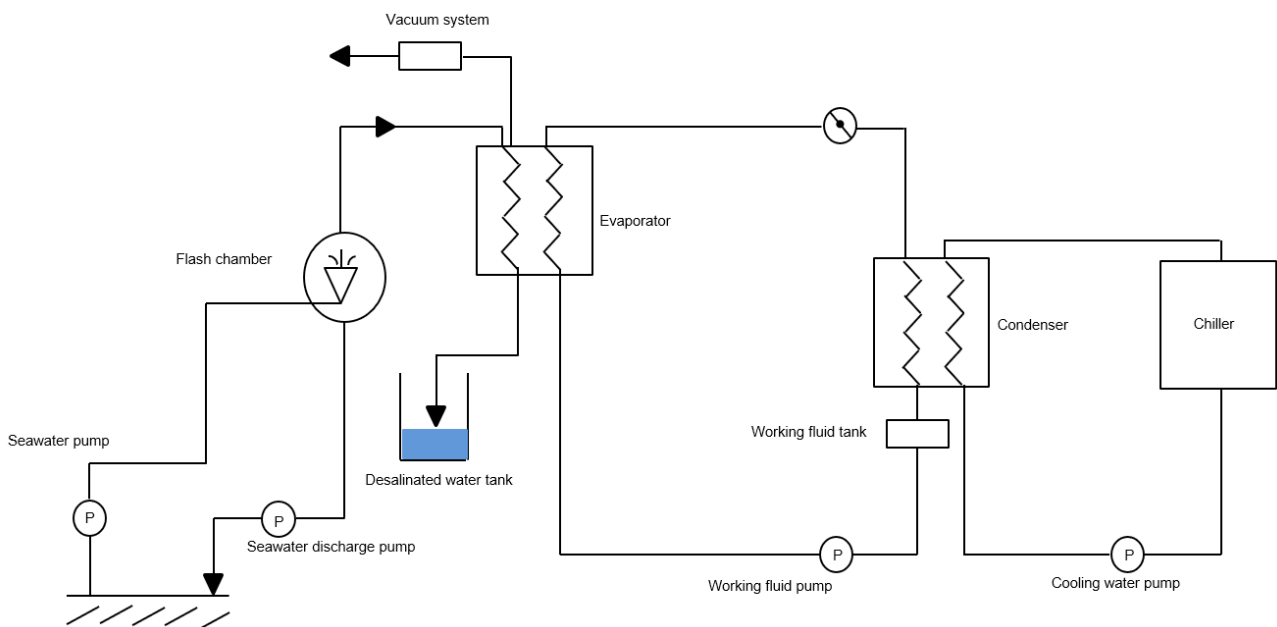 Vacuum system
Evaporator
Flash chamber
Condenser
Chiller
Working fluid tank
Seawater pump
Desalinated water tank
P
P
Seawater discharge pump
P
P
Working fluid pump
Cooling water pump